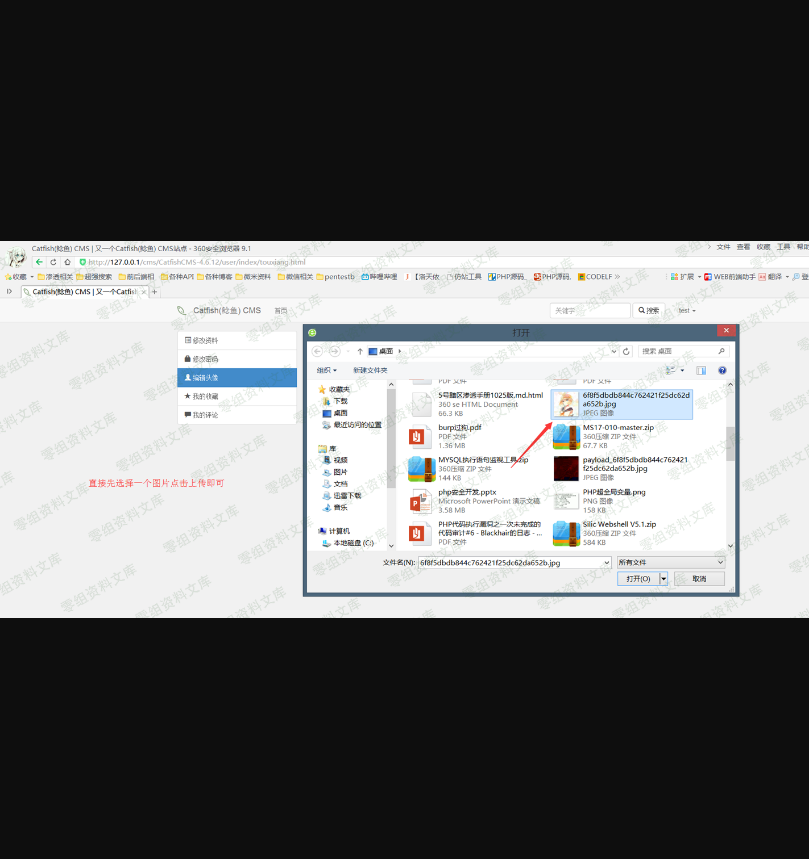 Catfish(鲶鱼) CMS | 又一个Catfish(鲶鱼) CMS站点 - 360安全浏览器 9.1
文件 查看 收藏 工具 帮助
http://127.0.0.1/cms/CatfishCMS-4.6.12/user/index/touxiang.html
收藏 渗透相关 超强搜索 前后端相 各种API 各种博客 微米资料 微信相关 pentestb 哔哩哔哩 【洛天依 仿站工具 PHP源码 PHP源码, CODELF » 扩展 WEB前端助手 翻译 登
Catfish(鲶鱼) CMS | 又一个Catfish
Catfish(鲶鱼) CMS 首页 关键字 搜索 test
修改资料
修改密码
编辑头像
我的收藏
我的评论
直接先选择一个图片点击上传即可
打开
桌面 搜索 桌面
组织 新建文件夹
收藏夹
下载
桌面
最近访问的位置
库
视频
图片
文档
迅雷下载
音乐
计算机
本地磁盘 (C:)
PDF 文件
PDF 文件
5号黯区渗透手册1025版.md.html
360 se HTML Document
66.3 KB
6f8f5dbdb844c762421f25dc62d
a652b.jpg
JPEG 图像
burp过狗.pdf
PDF 文件
1.36 MB
MS17-010-master.zip
360压缩 ZIP 文件
67.7 KB
MYSQL执行语句监视工具.zip
360压缩 ZIP 文件
144 KB
payload_6f8f5dbdb844c762421
f25dc62da652b.jpg
JPEG 图像
php安全开发.pptx
Microsoft PowerPoint 演示文稿
3.58 MB
PHP超全局变量.png
PNG 图像
158 KB
PHP代码执行漏洞之一次未完成的
代码审计#6 - Blackhair的日志 - ...
PDF 文件
Silic Webshell V5.1.zip
360压缩 ZIP 文件
584 KB
文件名(N): 6f8f5dbdb844c762421f25dc62da652b.jpg 所有文件
打开(O) 取消
零组资料文库